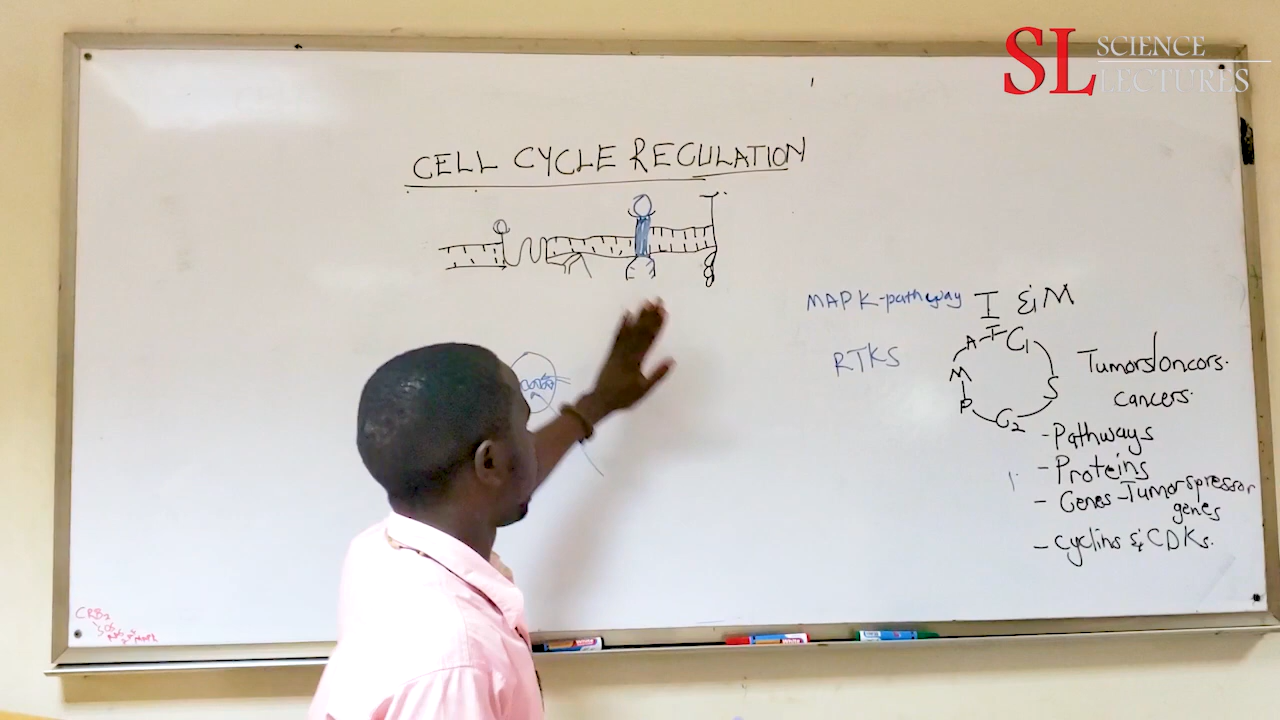 SL SCIENCE
LECTURES
CELL CYCLE REGULATION
MAPK-pathway
I & M
RTKS
A T G1
M
S
P
G2
Tumors/oncors.
cancers.
- Pathways
- Proteins
- Genes - Tumorspressor
genes
- cyclins & CDKs.